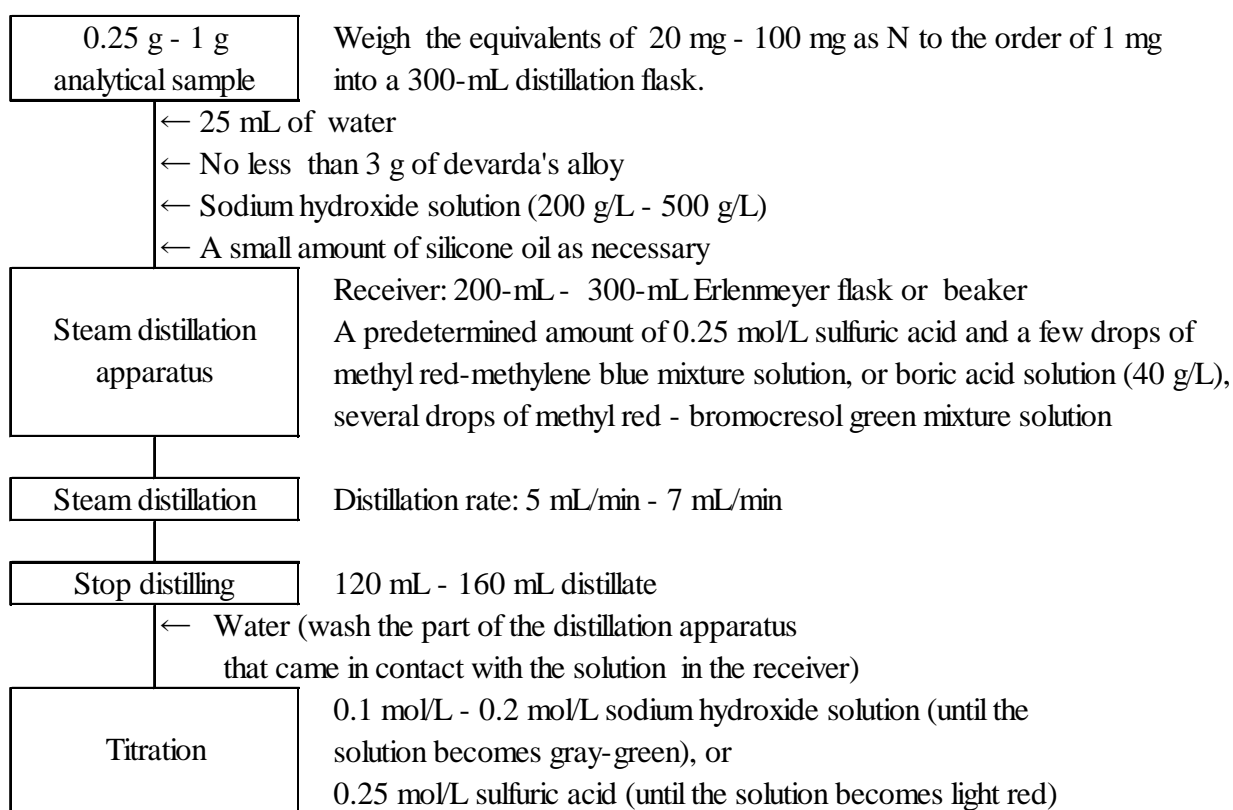 0.25 g - 1 g
analytical sample
Weigh the equivalents of 20 mg - 100 mg as N to the order of 1 mg
into a 300-mL distillation flask.
← 25 mL of water
← No less than 3 g of devarda's alloy
← Sodium hydroxide solution (200 g/L - 500 g/L)
← A small amount of silicone oil as necessary
Steam distillation
apparatus
Receiver: 200-mL - 300-mL Erlenmeyer flask or beaker
A predetermined amount of 0.25 mol/L sulfuric acid and a few drops of
methyl red-methylene blue mixture solution, or boric acid solution (40 g/L),
several drops of methyl red - bromocresol green mixture solution
Steam distillation
Distillation rate: 5 mL/min - 7 mL/min
Stop distilling
120 mL - 160 mL distillate
← Water (wash the part of the distillation apparatus
that came in contact with the solution in the receiver)
Titration
0.1 mol/L - 0.2 mol/L sodium hydroxide solution (until the
solution becomes gray-green), or
0.25 mol/L sulfuric acid (until the solution becomes light red)